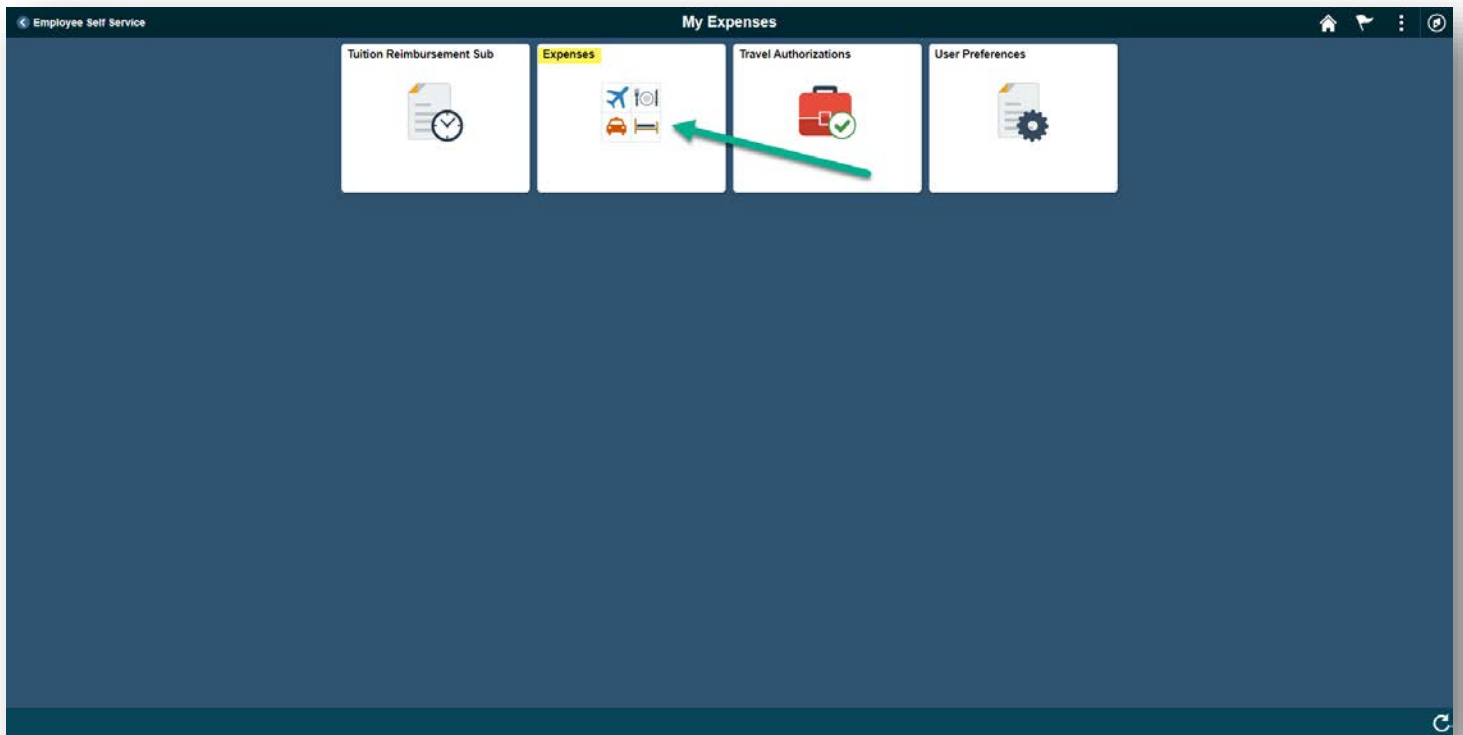 Employee Self Service
My Expenses
Tuition Reimbursement Sub
Expenses
Travel Authorizations
User Preferences